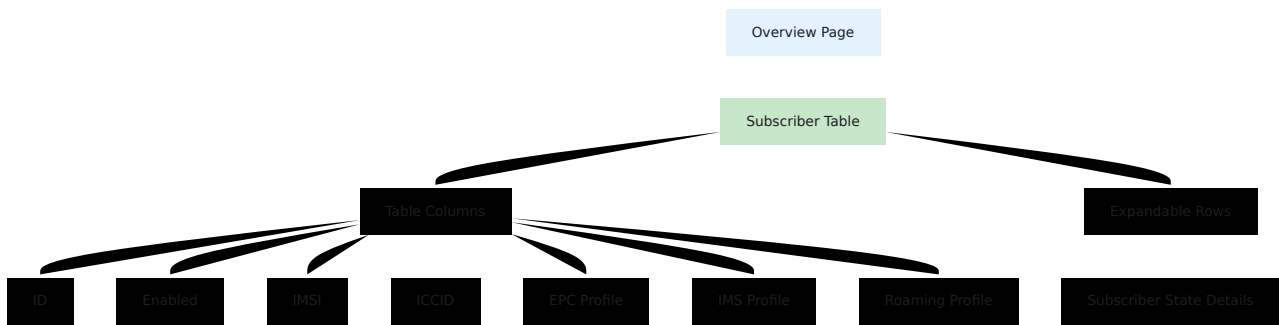 Overview Page
Subscriber Table
Table Columns
Expandable Rows
ID
Enabled
IMSI
ICCID
EPC Profile
IMS Profile
Roaming Profile
Subscriber State Details